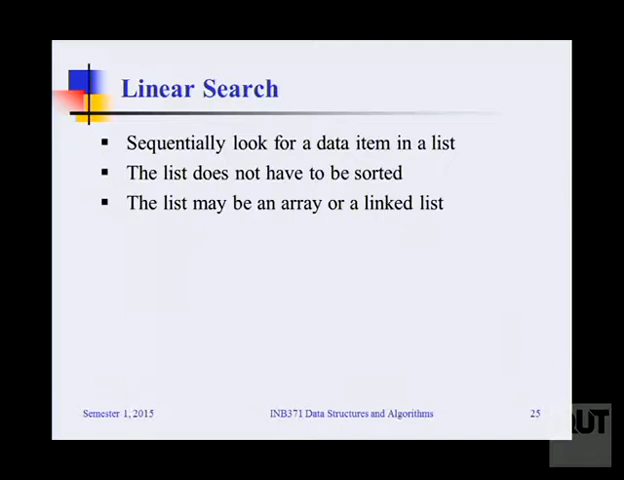 Linear Search
Sequentially look for a data item in a list
The list does not have to be sorted
The list may be an array or a linked list
Semester 1, 2015
INB371 Data Structures and Algorithms
25
QUT